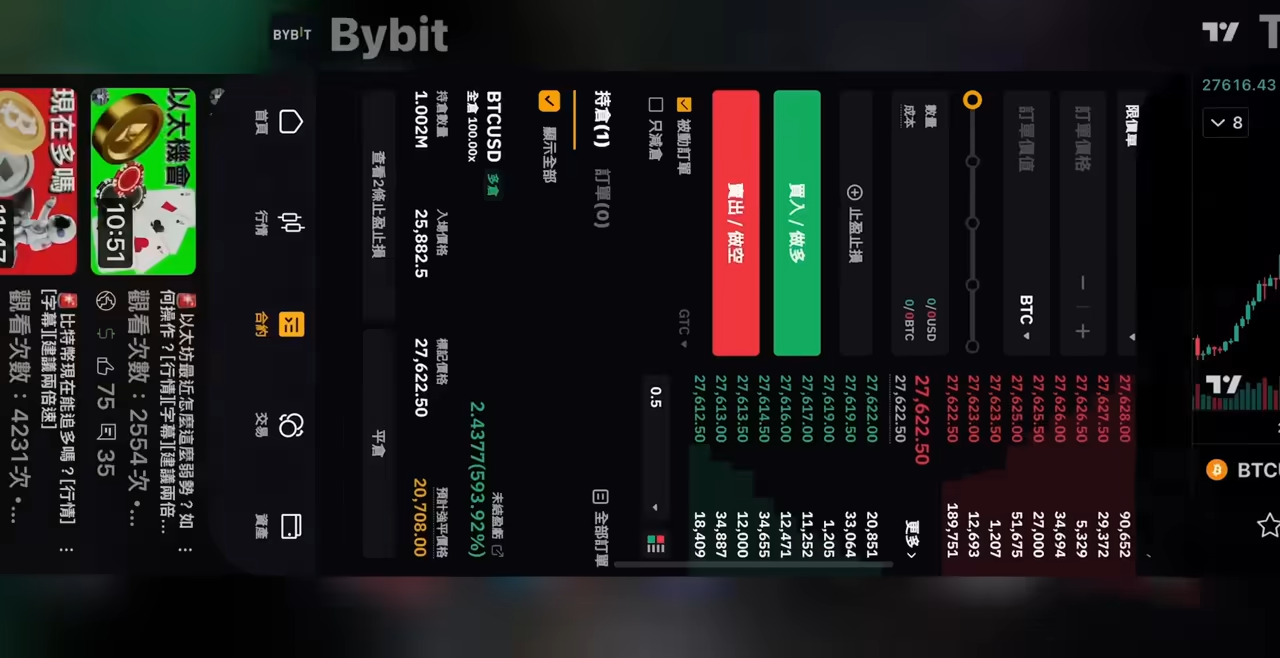 BYBIT
Bybit
27616.43
8
BTCU
限價單
訂單價格
訂單價值
BTC
數量
成本
0/0USD
0/0BTC
止盈止損
買入 / 做多
賣出 / 做空
被動訂單
GTC
只減倉
27,628.00 90,652
27,627.50 29,372
27,626.50 5,329
27,626.00 34,694
27,625.50 27,000
27,625.00 51,675
27,623.50 1,207
27,623.00 12,693
27,622.50 189,751
27,622.50
27,622.50
更多
27,622.00 20,851
27,619.50 33,064
27,619.00 1,205
27,617.00 11,252
27,616.00 12,471
27,614.50 34,655
27,613.50 12,000
27,613.00 34,887
27,612.50 18,409
0.5
持倉(1) 訂單(0) 全部訂單
顯示全部
BTCUSD 多倉 未結盈虧
全倉 100.00x 2.4377(593.92%)
持倉數量 入場價格 標記價格 預計強平價格
1.002M 25,882.5 27,622.50 20,708.00
查看2條止盈止損 平倉
首頁 行情 合約 交易 資產
以太機會
10:51
🚨以太坊最近怎麼這麼弱勢？如
何操作？[行情][字幕][建議兩倍...
觀看次數：2554次 •...
75 35
現在多嗎
11:47
🚨比特幣現在能追多嗎？[行情]
[字幕][建議兩倍速]
觀看次數：4231次 •...